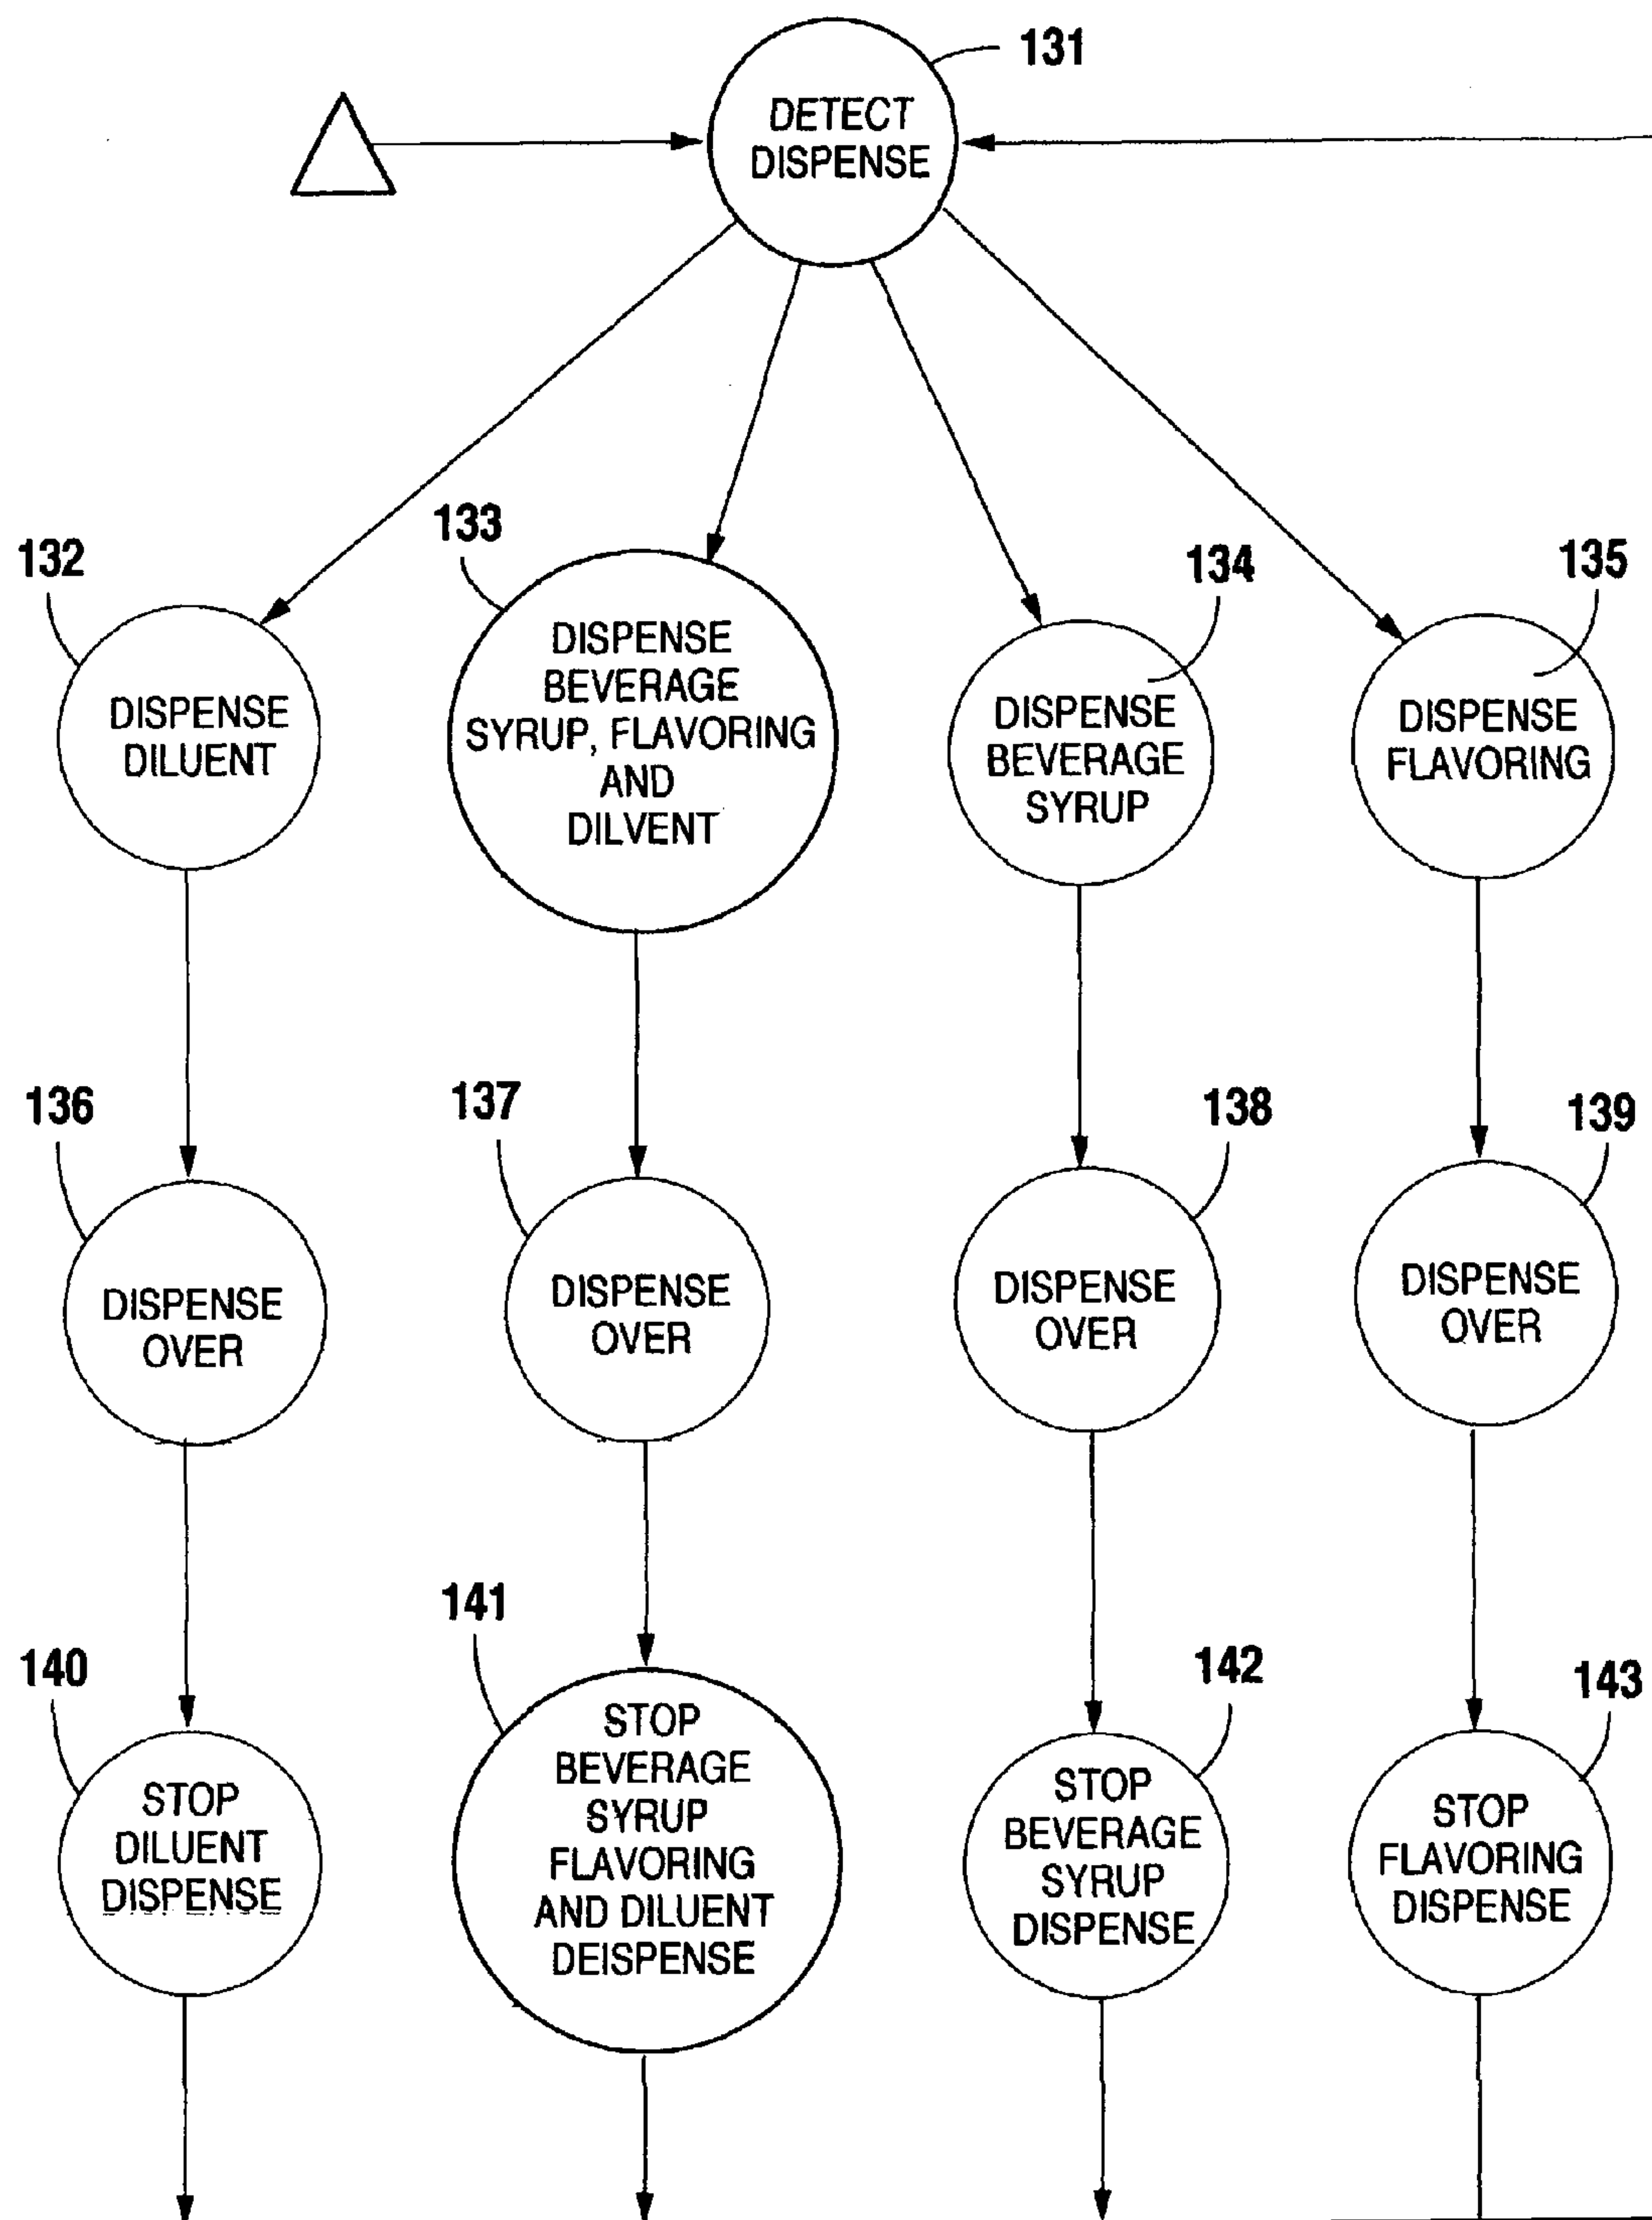 131
DETECT
DISPENSE
132
133
134
135
DISPENSE
DILUENT
DISPENSE
BEVERAGE
SYRUP, FLAVORING
AND
DILVENT
DISPENSE
BEVERAGE
SYRUP
DISPENSE
FLAVORING
136
137
138
139
DISPENSE
OVER
DISPENSE
OVER
DISPENSE
OVER
DISPENSE
OVER
140
141
142
143
STOP
DILUENT
DISPENSE
STOP
BEVERAGE
SYRUP
FLAVORING
AND DILUENT
DEISPENSE
STOP
BEVERAGE
SYRUP
DISPENSE
STOP
FLAVORING
DISPENSE